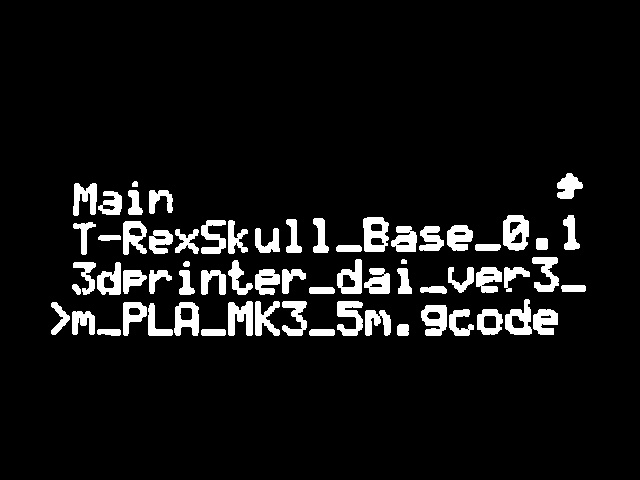 Main
T-RexSkull_Base_0.1
3dprinter_dai_ver3_
>m_PLA_MK3_5m.gcode